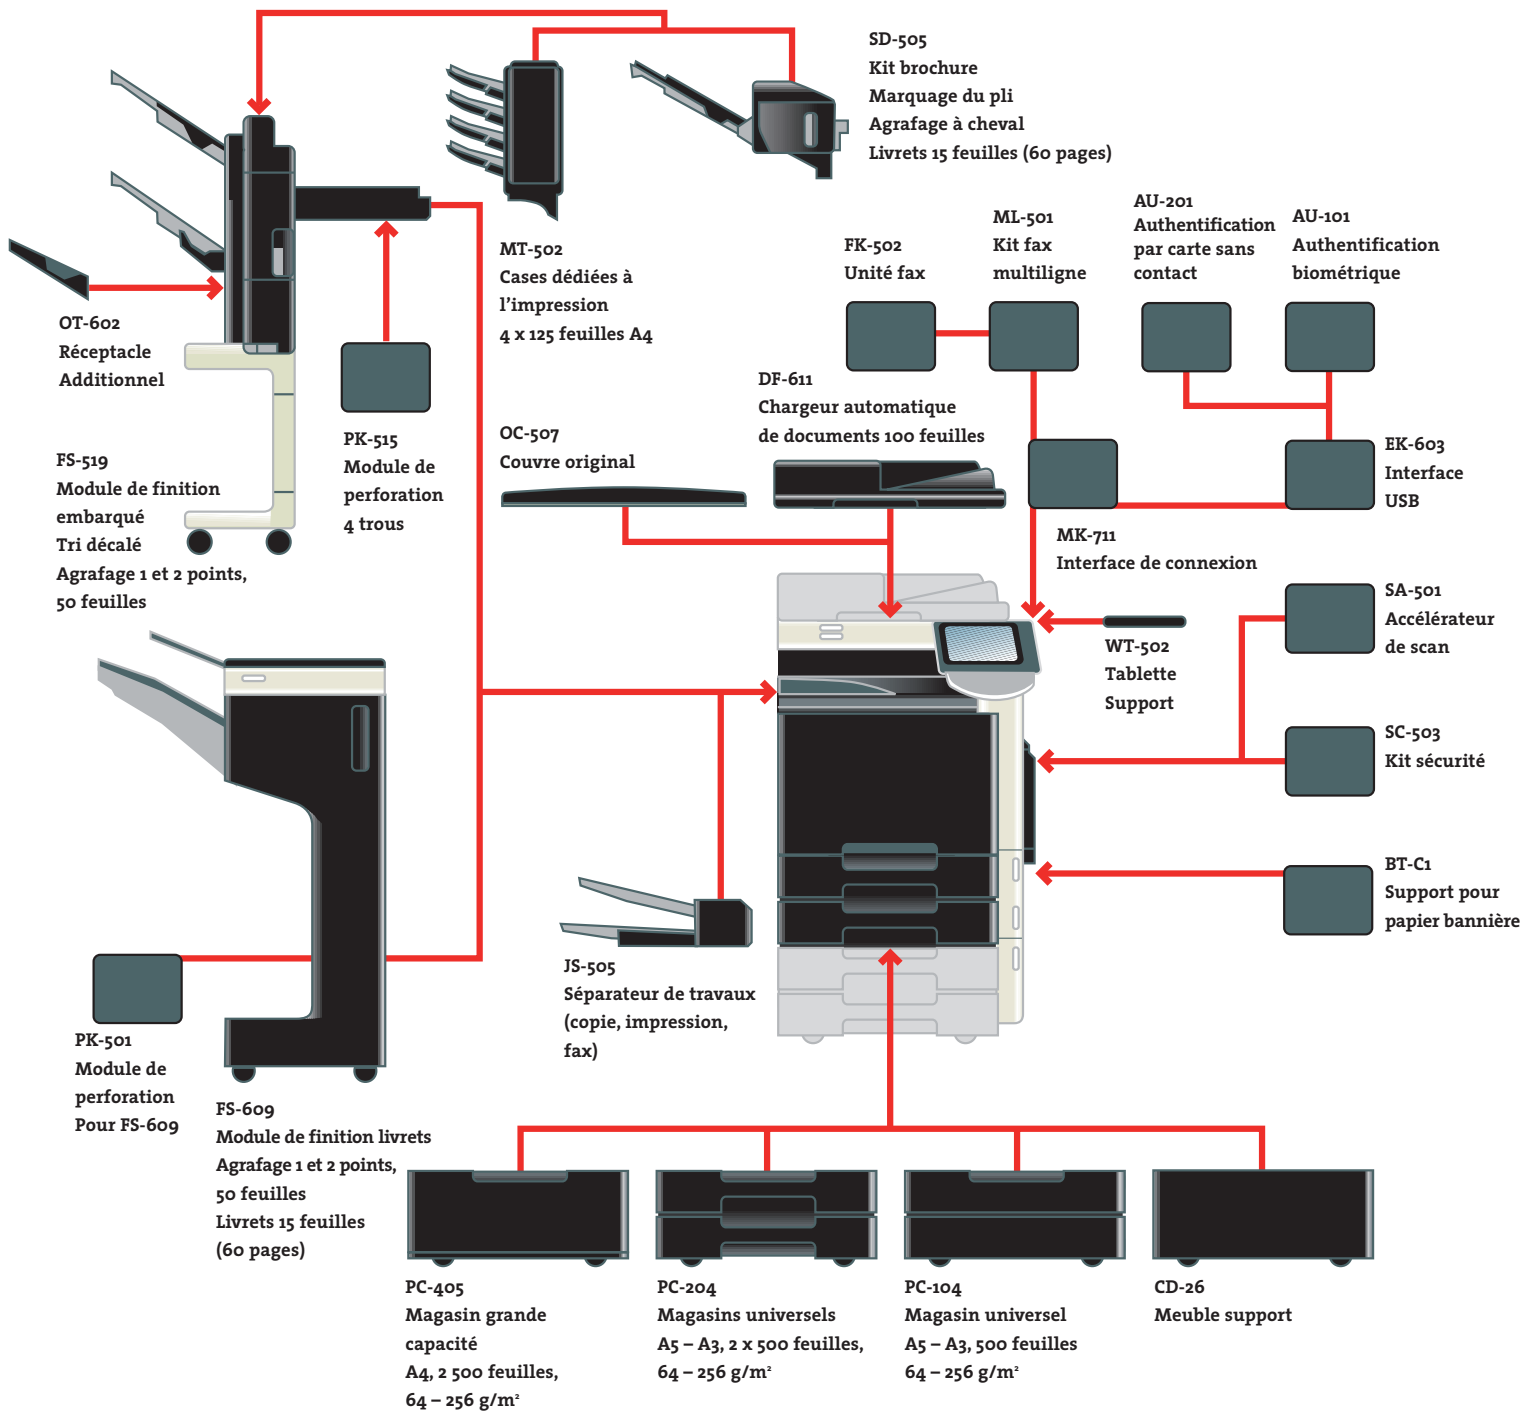 SD-505
Kit brochure
Marquage du pli
Agrafage à cheval
Livrets 15 feuilles (60 pages)
MT-502
Cases dédiées à
l'impression
4 x 125 feuilles A4
FK-502
Unité fax
ML-501
Kit fax
multiligne
AU-201
Authentification
par carte sans
contact
AU-101
Authentification
biométrique
OT-602
Réceptacle
Additionnel
PK-515
Module de
perforation
4 trous
FS-519
Module de finition
embarqué
Tri décalé
Agrafage 1 et 2 points,
50 feuilles
OC-507
Couvre original
DF-611
Chargeur automatique
de documents 100 feuilles
EK-603
Interface
USB
MK-711
Interface de connexion
SA-501
Accélérateur
de scan
WT-502
Tablette
Support
SC-503
Kit sécurité
BT-C1
Support pour
papier bannière
JS-505
Séparateur de travaux
(copie, impression,
fax)
PK-501
Module de
perforation
Pour FS-609
FS-609
Module de finition livrets
Agrafage 1 et 2 points,
50 feuilles
Livrets 15 feuilles
(60 pages)
PC-405
Magasin grande
capacité
A4, 2 500 feuilles,
64 – 256 g/m²
PC-204
Magasins universels
A5 – A3, 2 x 500 feuilles,
64 – 256 g/m²
PC-104
Magasin universel
A5 – A3, 500 feuilles
64 – 256 g/m²
CD-26
Meuble support